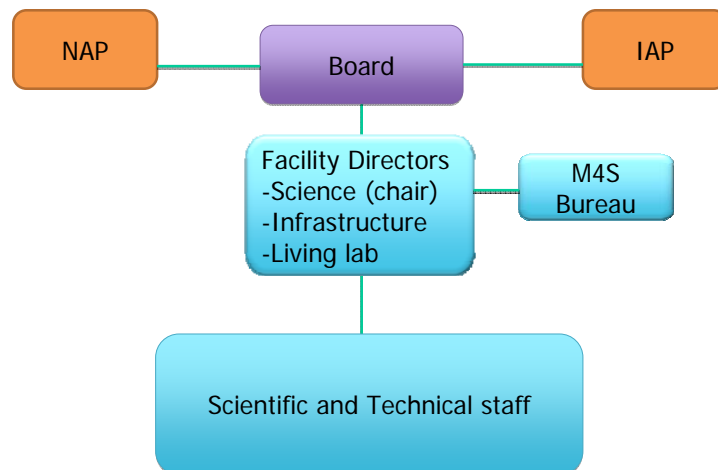 NAP
Board
IAP
Facility Directors
-Science (chair)
-Infrastructure
-Living lab
M4S
Bureau
Scientific and Technical staff